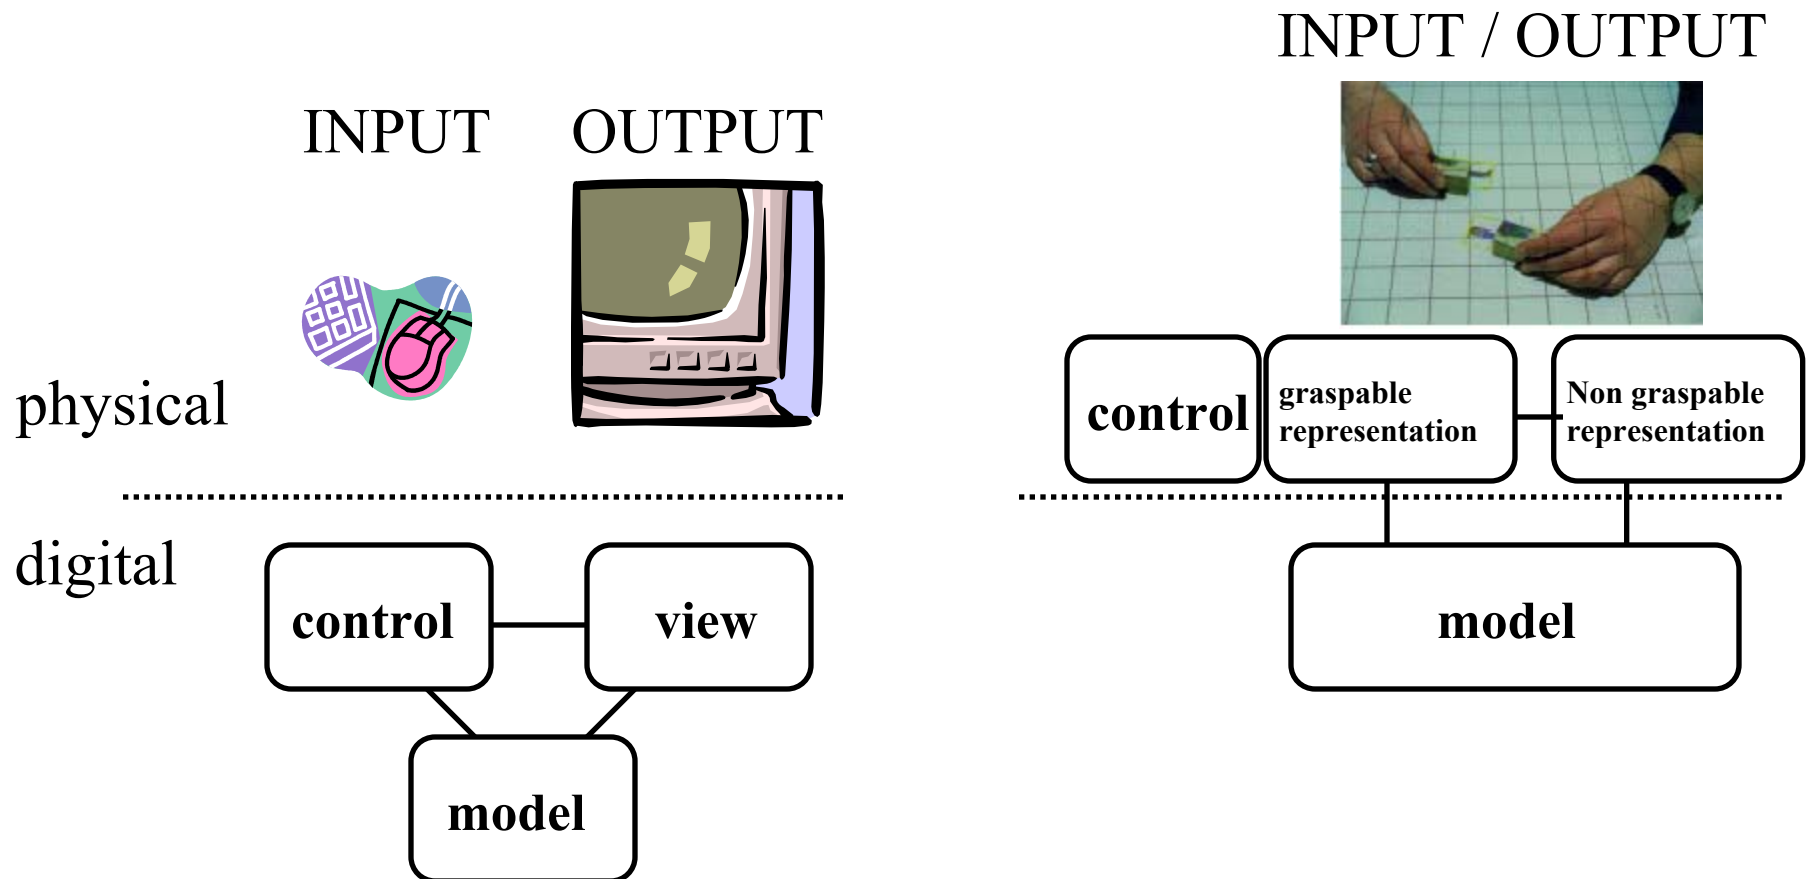 INPUT / OUTPUT
INPUT
OUTPUT
physical
control
graspable
representation
Non graspable
representation
digital
control
view
model
model